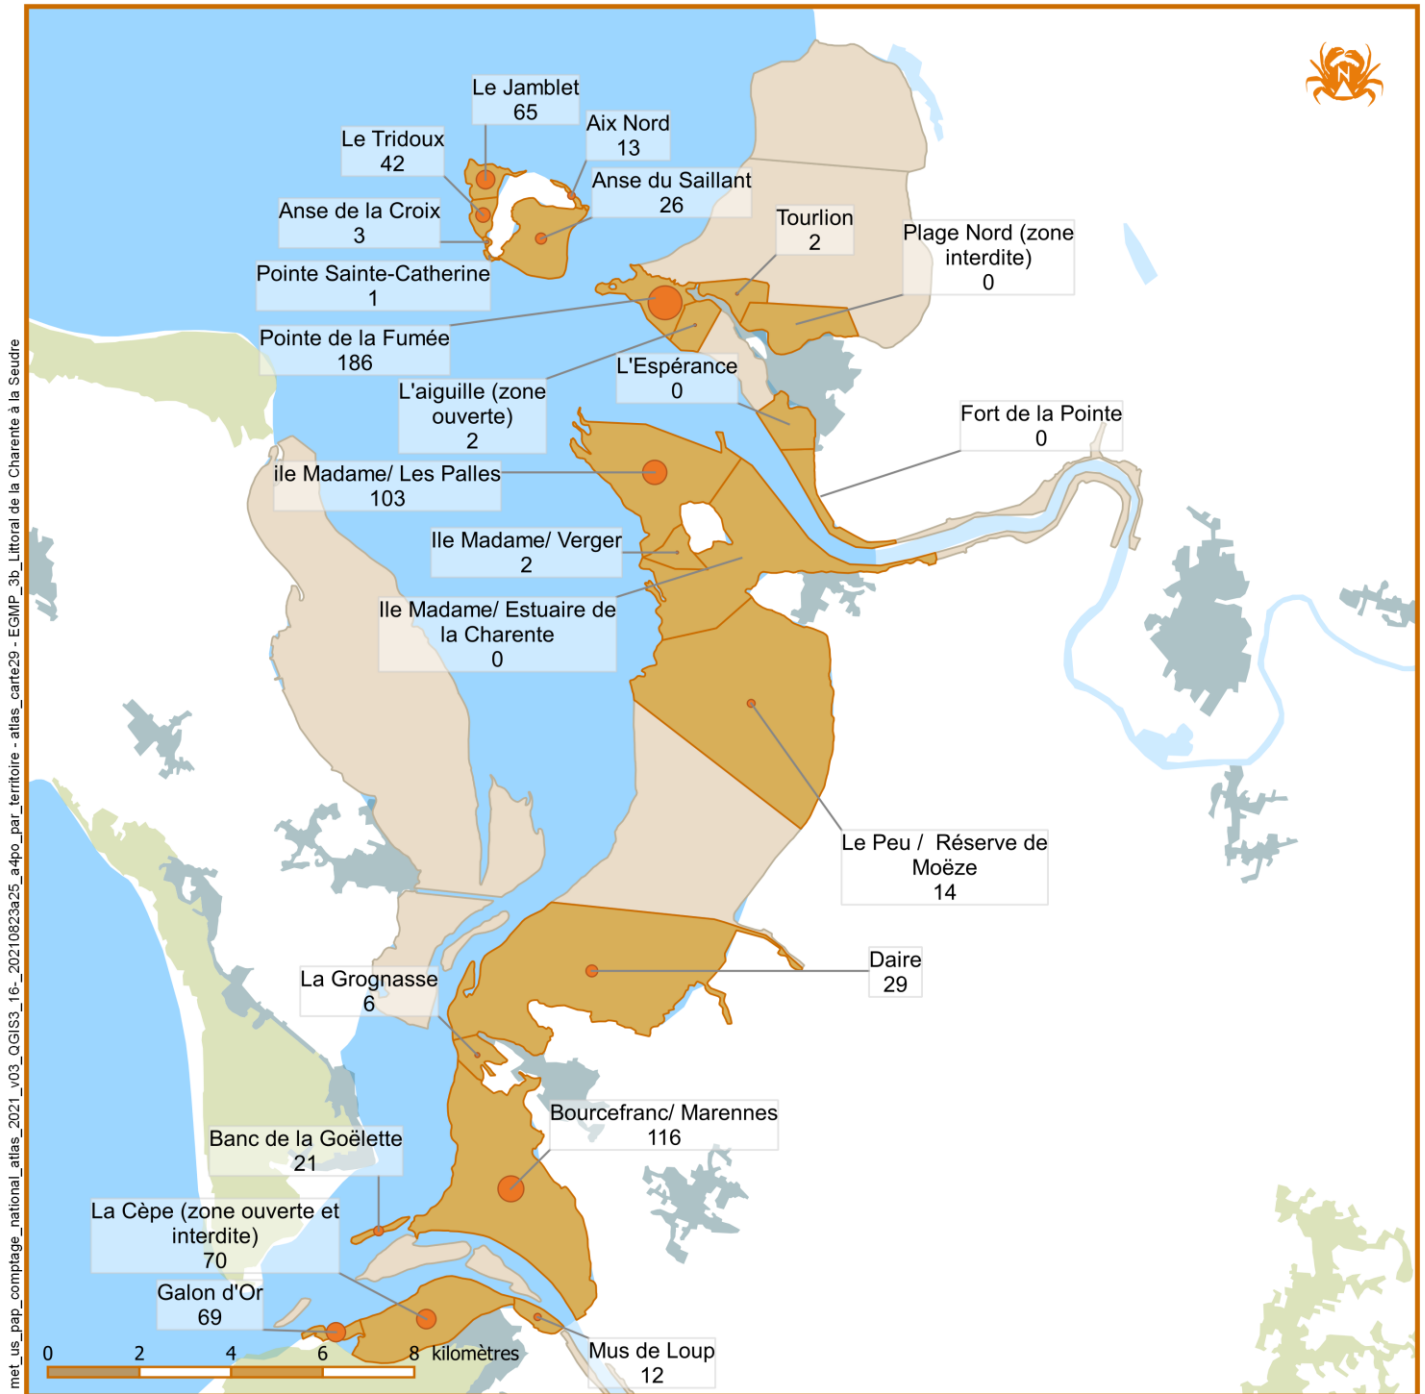 Le Jamblet
65
Aix Nord
13
Le Tridoux
42
Anse du Saillant
26
Anse de la Croix
3
Tourlion
2
Plage Nord (zone
interdite)
0
Pointe Sainte-Catherine
1
Pointe de la Fumée
186
L'aiguille (zone
ouverte)
2
L'Espérance
0
Fort de la Pointe
0
ile Madame/ Les Palles
103
Ile Madame/ Verger
2
Ile Madame/ Estuaire de
la Charente
0
Le Peu / Réserve de
Moëze
14
Daire
29
La Grognasse
6
Bourcefranc/ Marennes
116
Banc de la Goëlette
21
La Cèpe (zone ouverte et
interdite)
70
Galon d'Or
69
Mus de Loup
12
0 2 4 6 8 kilomètres
N
met_us_pap_comptage_national_atlas_2021_v03_QGIS3_16-_20210823a25_a4po_par_territoire - atlas_carte29 - EGMP_3b_Littoral de la Charente à la Seudre